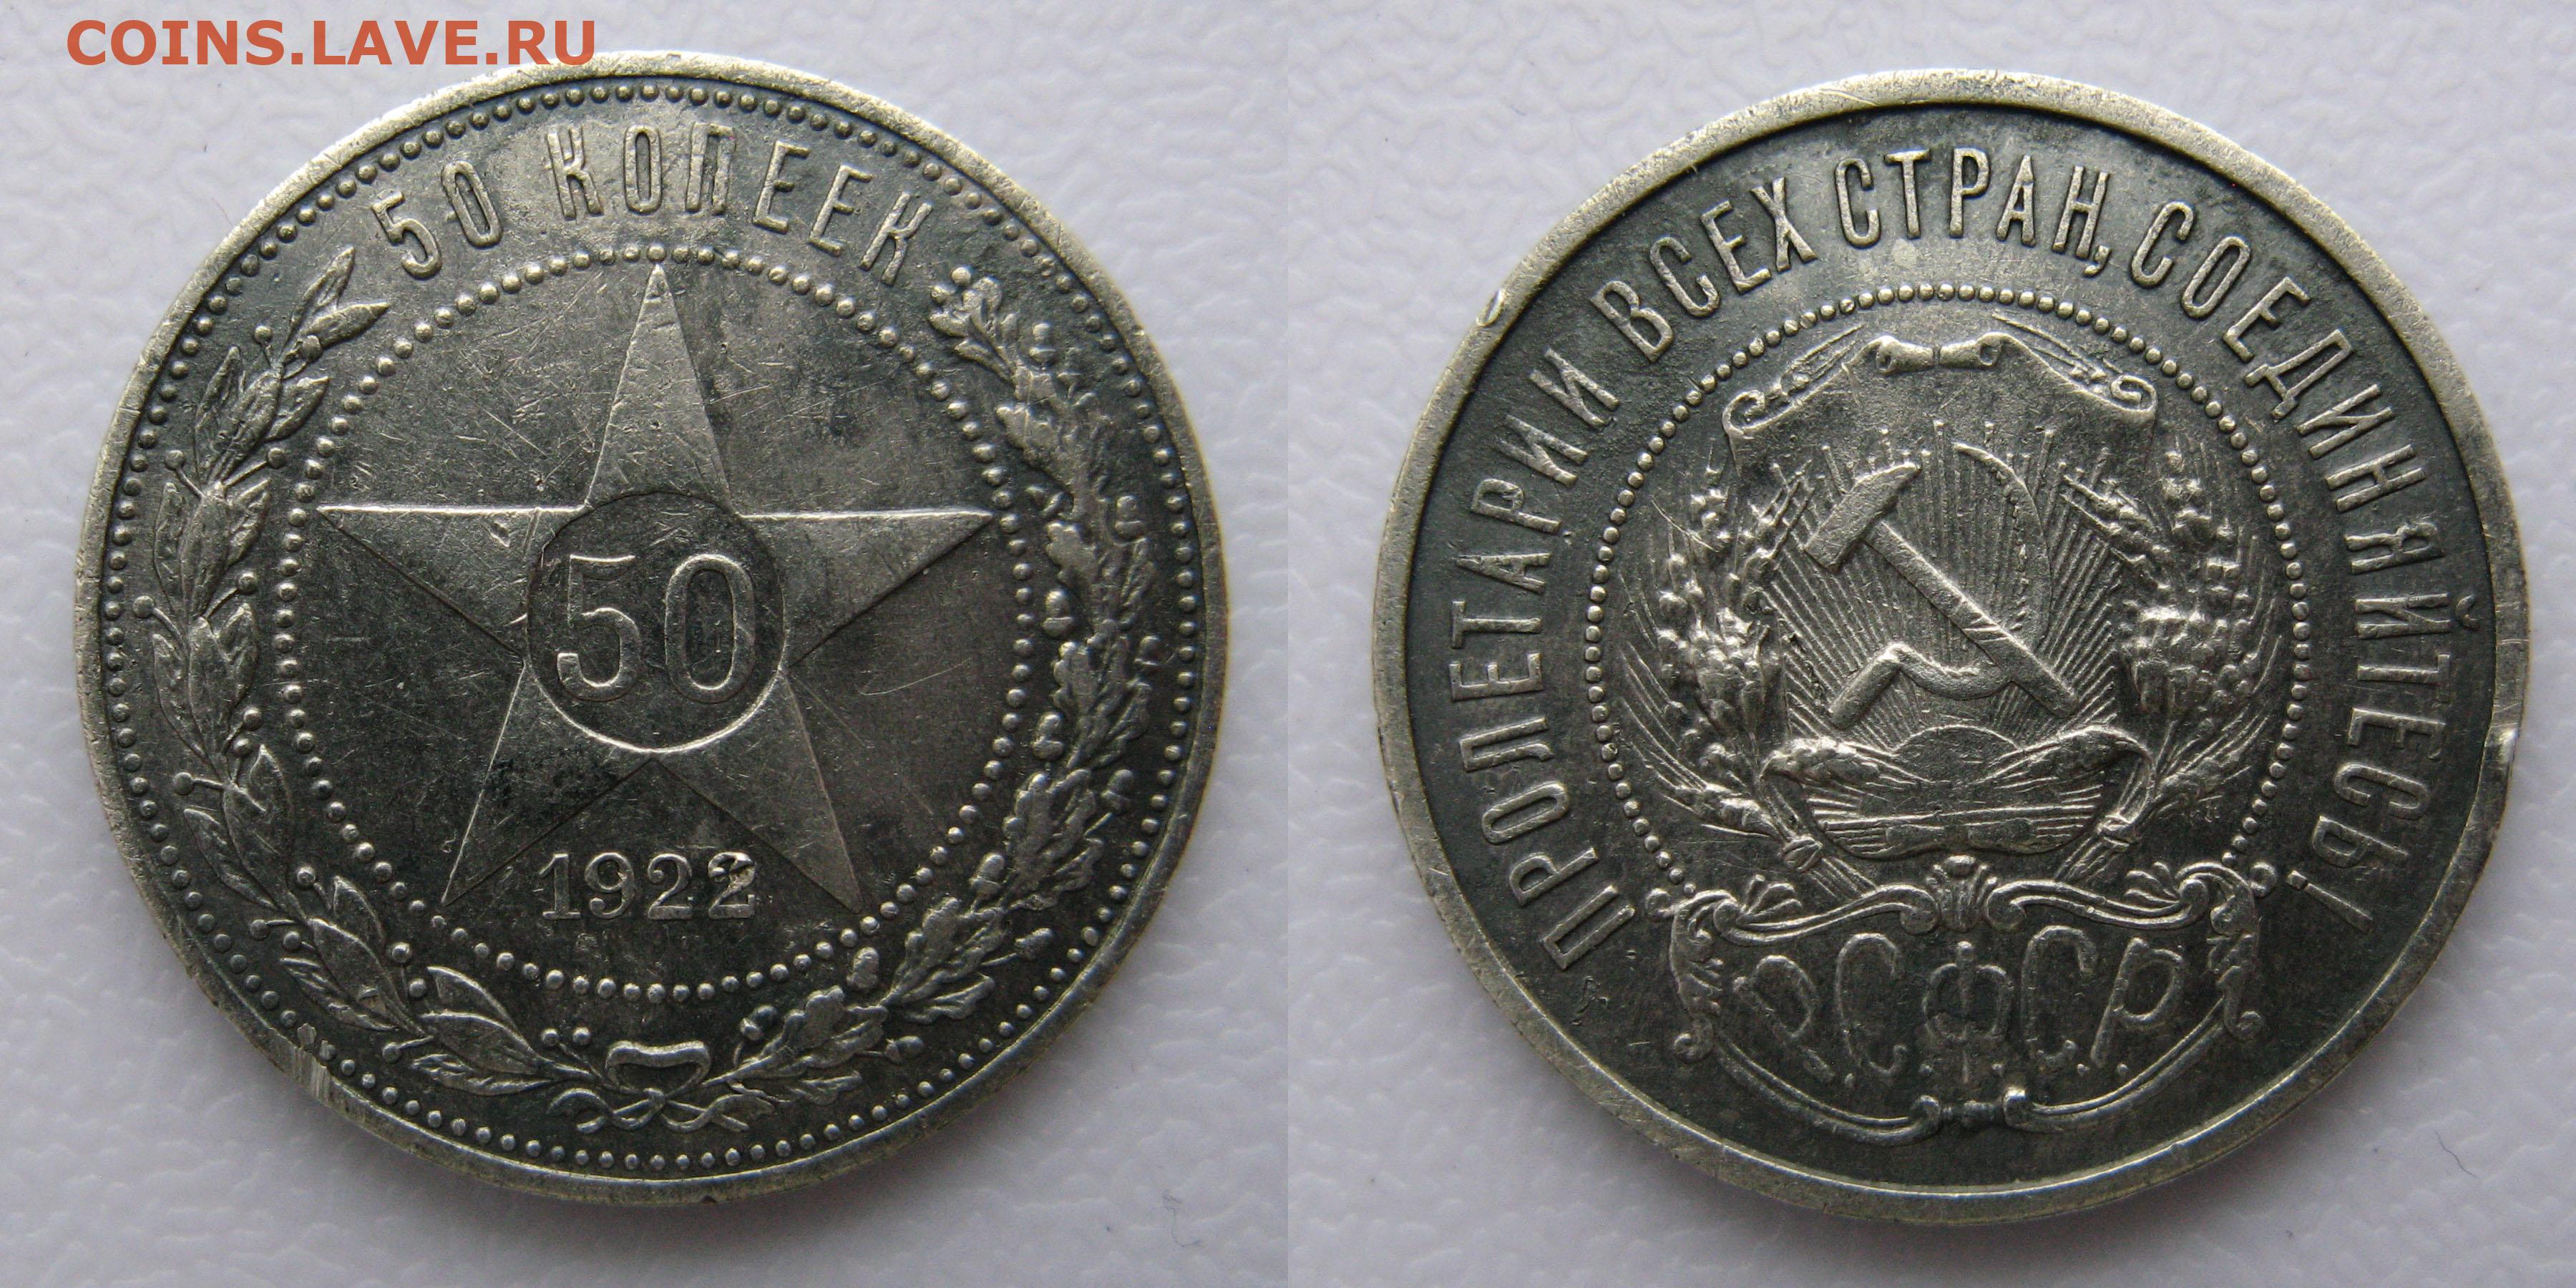 COINS.LAVE.RU
50 КОПЕЕК
50
1922
ПРОЛЕТАРИИ ВСЕХ СТРАН, СОЕДИНЯЙТЕСЬ!
Р.С.Ф.С.Р.